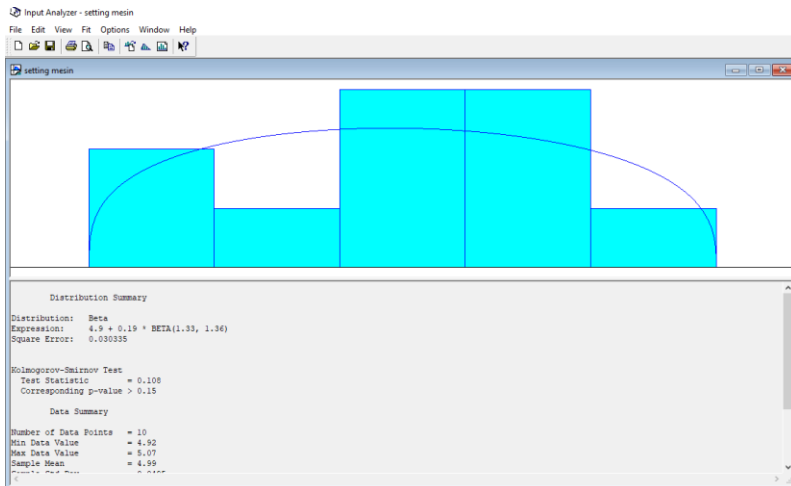 Input Analyzer - setting mesin
File Edit View Fit Options Window Help
setting mesin
Distribution Summary
Distribution: Beta
Expression: 4.9 + 0.19 * BETA(1.33, 1.36)
Square Error: 0.030335
Kolmogorov-Smirnov Test
Test Statistic = 0.108
Corresponding p-value > 0.15
Data Summary
Number of Data Points = 10
Min Data Value = 4.92
Max Data Value = 5.07
Sample Mean = 4.99